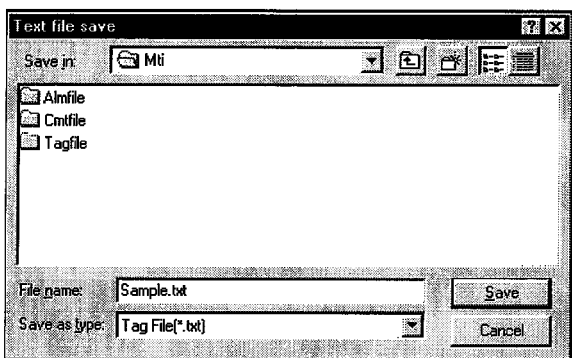 Text file save
Save in: Mti
Almfile
Cmtfile
Tagfile
File name: Sample.txt Save
Save as type: Tag File(*.txt) Cancel